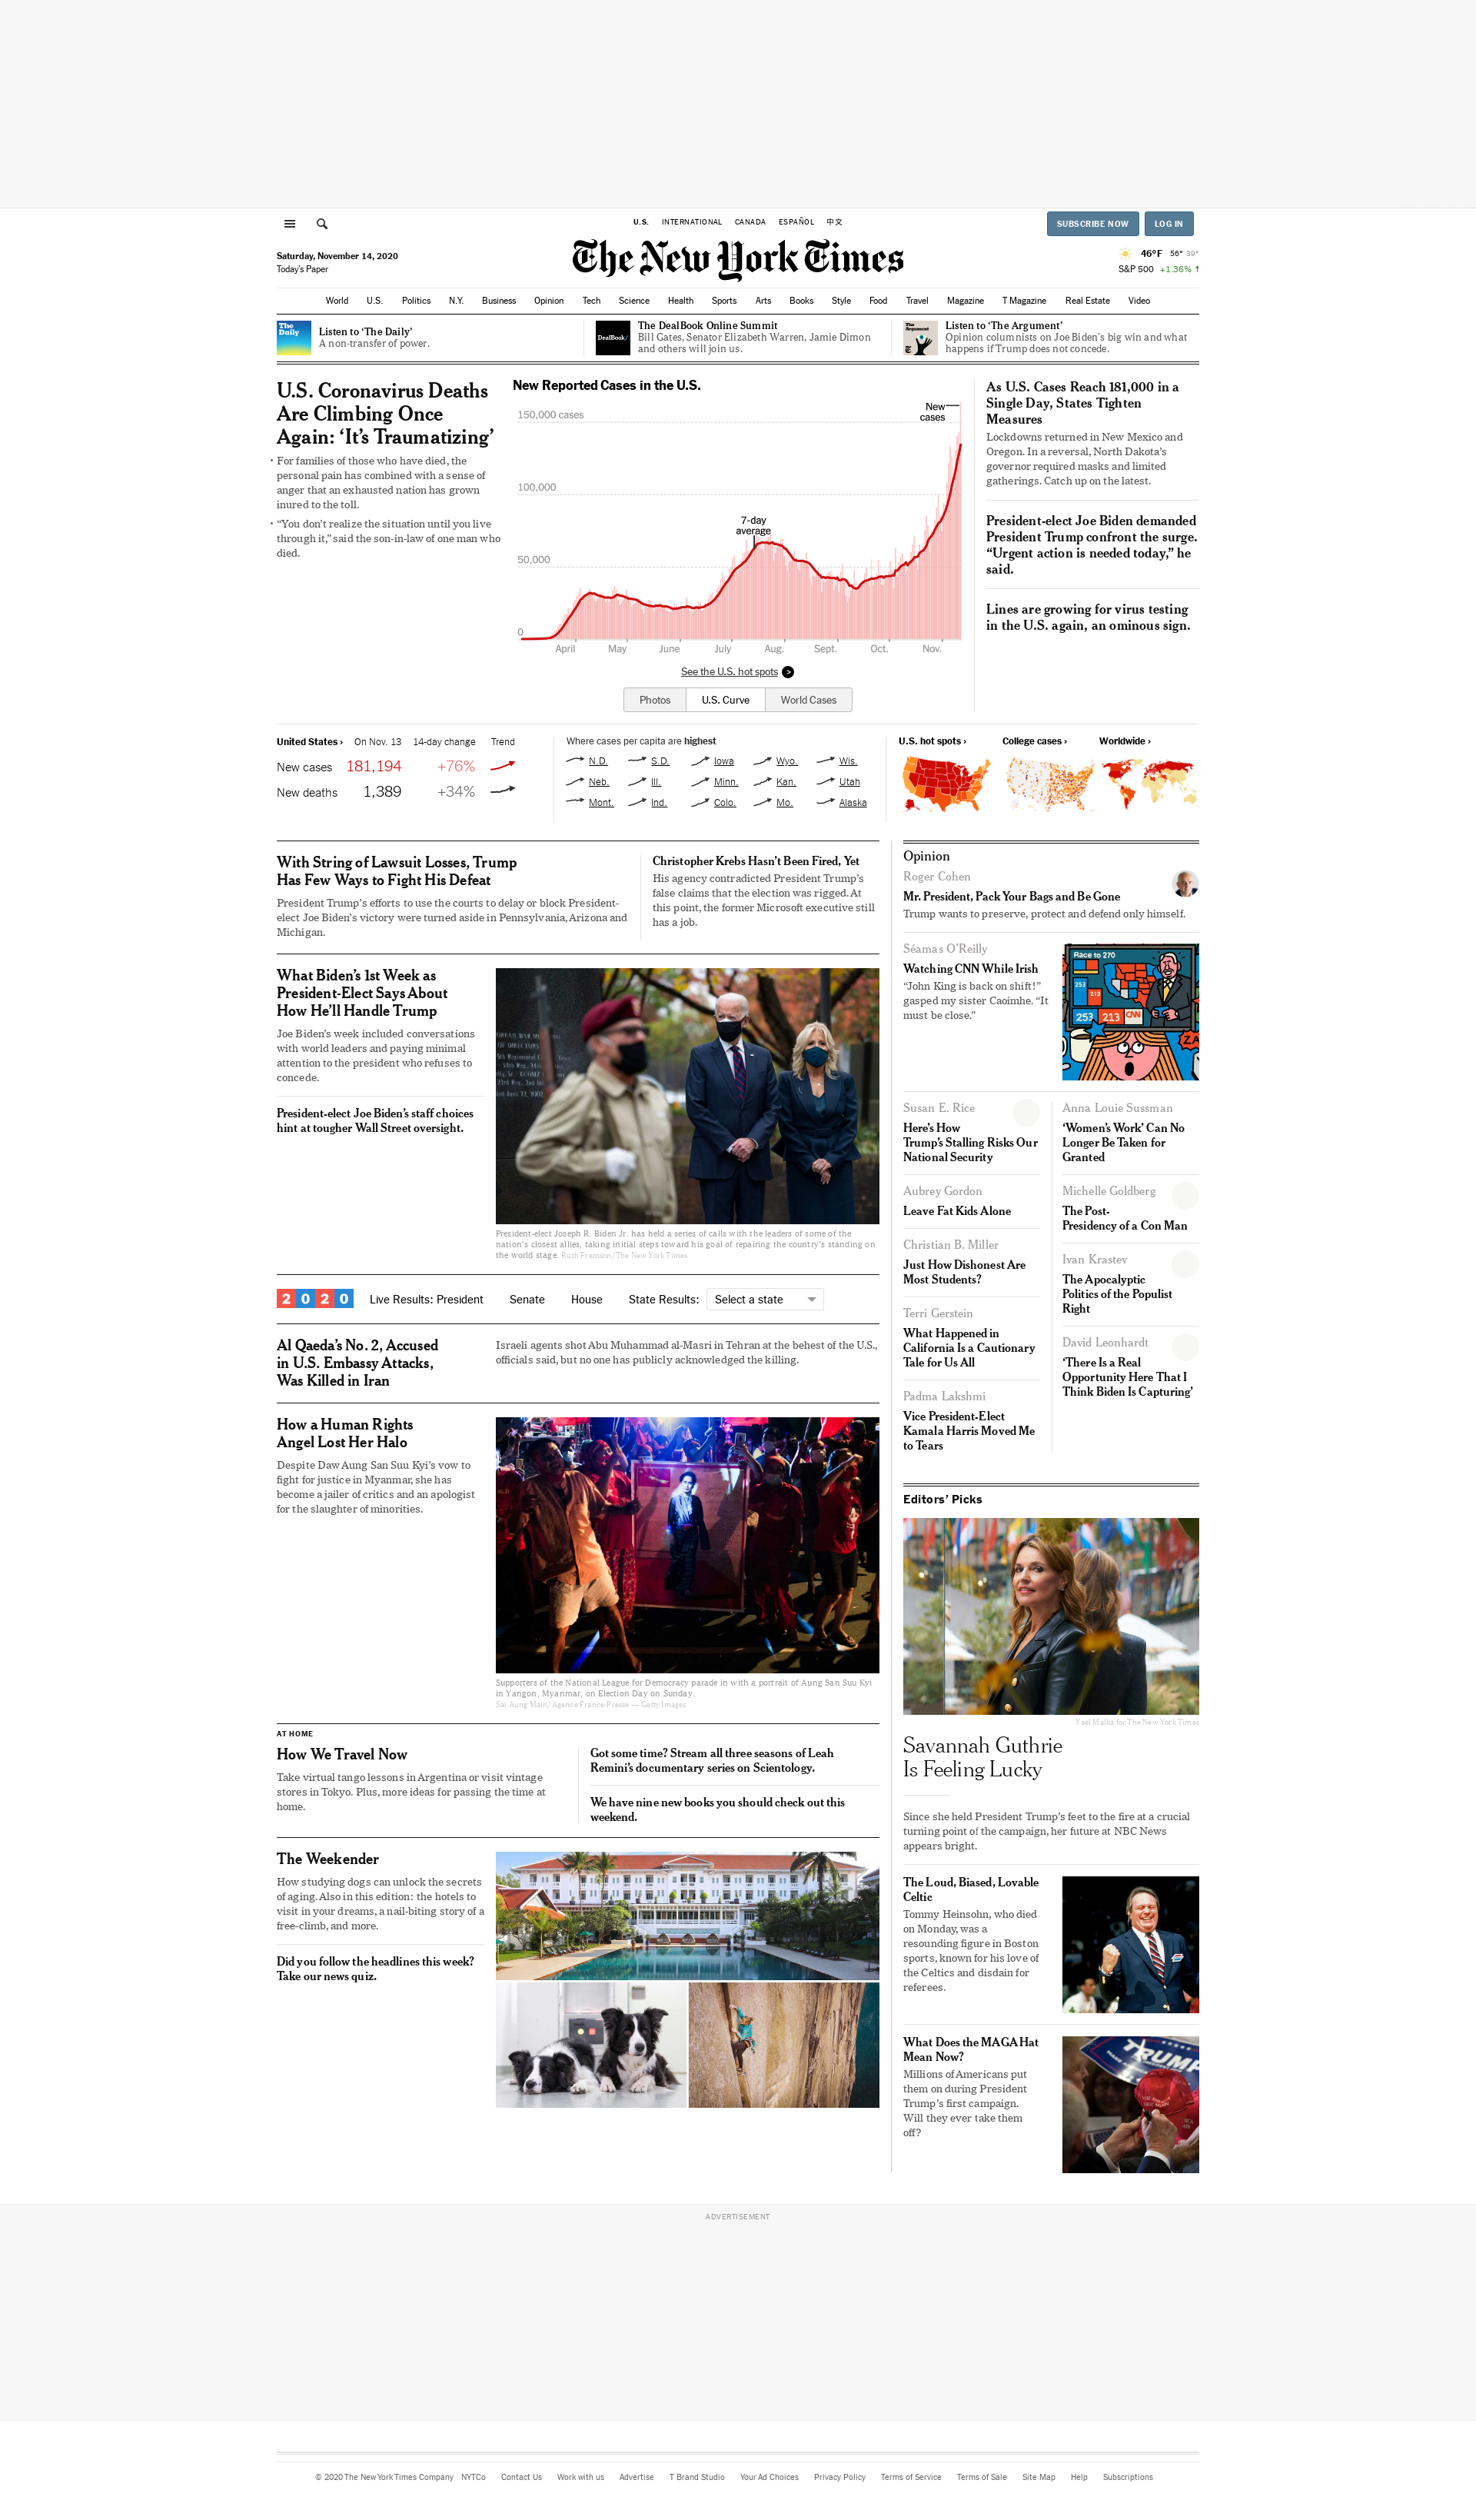 U.S. INTERNATIONAL CANADA ESPAÑOL 中文
SUBSCRIBE NOW LOG IN
Saturday, November 14, 2020
Today's Paper
The New York Times
46°F 56° 39°
S&P 500 +1.36% ↑
World U.S. Politics N.Y. Business Opinion Tech Science Health Sports Arts Books Style Food Travel Magazine T Magazine Real Estate Video
The Daily
Listen to ‘The Daily’
A non-transfer of power.
DealBook/
The DealBook Online Summit
Bill Gates, Senator Elizabeth Warren, Jamie Dimon
and others will join us.
The Argument
Listen to ‘The Argument’
Opinion columnists on Joe Biden’s big win and what
happens if Trump does not concede.
U.S. Coronavirus Deaths
Are Climbing Once
Again: ‘It’s Traumatizing’
• For families of those who have died, the
personal pain has combined with a sense of
anger that an exhausted nation has grown
inured to the toll.
• “You don’t realize the situation until you live
through it,” said the son-in-law of one man who
died.
New Reported Cases in the U.S.
150,000 cases
New
cases
100,000
7-day
average
50,000
0
April May June July Aug. Sept. Oct. Nov.
See the U.S. hot spots >
Photos U.S. Curve World Cases
As U.S. Cases Reach 181,000 in a
Single Day, States Tighten
Measures
Lockdowns returned in New Mexico and
Oregon. In a reversal, North Dakota’s
governor required masks and limited
gatherings. Catch up on the latest.
President-elect Joe Biden demanded
President Trump confront the surge.
“Urgent action is needed today,” he
said.
Lines are growing for virus testing
in the U.S. again, an ominous sign.
United States › On Nov. 13 14-day change Trend
New cases 181,194 +76%
New deaths 1,389 +34%
Where cases per capita are highest
N.D. S.D. Iowa Wyo. Wis.
Neb. Ill. Minn. Kan. Utah
Mont. Ind. Colo. Mo. Alaska
U.S. hot spots › College cases › Worldwide ›
With String of Lawsuit Losses, Trump
Has Few Ways to Fight His Defeat
President Trump’s efforts to use the courts to delay or block President-
elect Joe Biden’s victory were turned aside in Pennsylvania, Arizona and
Michigan.
Christopher Krebs Hasn’t Been Fired, Yet
His agency contradicted President Trump’s
false claims that the election was rigged. At
this point, the former Microsoft executive still
has a job.
What Biden’s 1st Week as
President-Elect Says About
How He’ll Handle Trump
Joe Biden’s week included conversations
with world leaders and paying minimal
attention to the president who refuses to
concede.
President-elect Joe Biden’s staff choices
hint at tougher Wall Street oversight.
President-elect Joseph R. Biden Jr. has held a series of calls with the leaders of some of the
nation’s closest allies, taking initial steps toward his goal of repairing the country’s standing on
the world stage. Ruth Fremson/The New York Times
2020 Live Results: President Senate House State Results: Select a state
Al Qaeda’s No. 2, Accused
in U.S. Embassy Attacks,
Was Killed in Iran
Israeli agents shot Abu Muhammad al-Masri in Tehran at the behest of the U.S.,
officials said, but no one has publicly acknowledged the killing.
How a Human Rights
Angel Lost Her Halo
Despite Daw Aung San Suu Kyi’s vow to
fight for justice in Myanmar, she has
become a jailer of critics and an apologist
for the slaughter of minorities.
Supporters of the National League for Democracy parade in with a portrait of Aung San Suu Kyi
in Yangon, Myanmar, on Election Day on Sunday.
Sai Aung Main/Agence France-Presse — Getty Images
AT HOME
How We Travel Now
Take virtual tango lessons in Argentina or visit vintage
stores in Tokyo. Plus, more ideas for passing the time at
home.
Got some time? Stream all three seasons of Leah
Remini’s documentary series on Scientology.
We have nine new books you should check out this
weekend.
The Weekender
How studying dogs can unlock the secrets
of aging. Also in this edition: the hotels to
visit in your dreams, a nail-biting story of a
free-climb, and more.
Did you follow the headlines this week?
Take our news quiz.
Opinion
Roger Cohen
Mr. President, Pack Your Bags and Be Gone
Trump wants to preserve, protect and defend only himself.
Séamas O’Reilly
Watching CNN While Irish
“John King is back on shift!”
gasped my sister Caoimhe. “It
must be close.”
Race to 270
253
213
253 213 CNN
ZA
Susan E. Rice
Here’s How
Trump’s Stalling Risks Our
National Security
Aubrey Gordon
Leave Fat Kids Alone
Christian B. Miller
Just How Dishonest Are
Most Students?
Terri Gerstein
What Happened in
California Is a Cautionary
Tale for Us All
Padma Lakshmi
Vice President-Elect
Kamala Harris Moved Me
to Tears
Anna Louie Sussman
‘Women’s Work’ Can No
Longer Be Taken for
Granted
Michelle Goldberg
The Post-
Presidency of a Con Man
Ivan Krastev
The Apocalyptic
Politics of the Populist
Right
David Leonhardt
‘There Is a Real
Opportunity Here That I
Think Biden Is Capturing’
Editors’ Picks
Yael Malka for The New York Times
Savannah Guthrie
Is Feeling Lucky
Since she held President Trump’s feet to the fire at a crucial
turning point of the campaign, her future at NBC News
appears bright.
The Loud, Biased, Lovable
Celtic
Tommy Heinsohn, who died
on Monday, was a
resounding figure in Boston
sports, known for his love of
the Celtics and disdain for
referees.
What Does the MAGA Hat
Mean Now?
Millions of Americans put
them on during President
Trump’s first campaign.
Will they ever take them
off?
TRUMP
ADVERTISEMENT
© 2020 The New York Times Company NYTCo Contact Us Work with us Advertise T Brand Studio Your Ad Choices Privacy Policy Terms of Service Terms of Sale Site Map Help Subscriptions